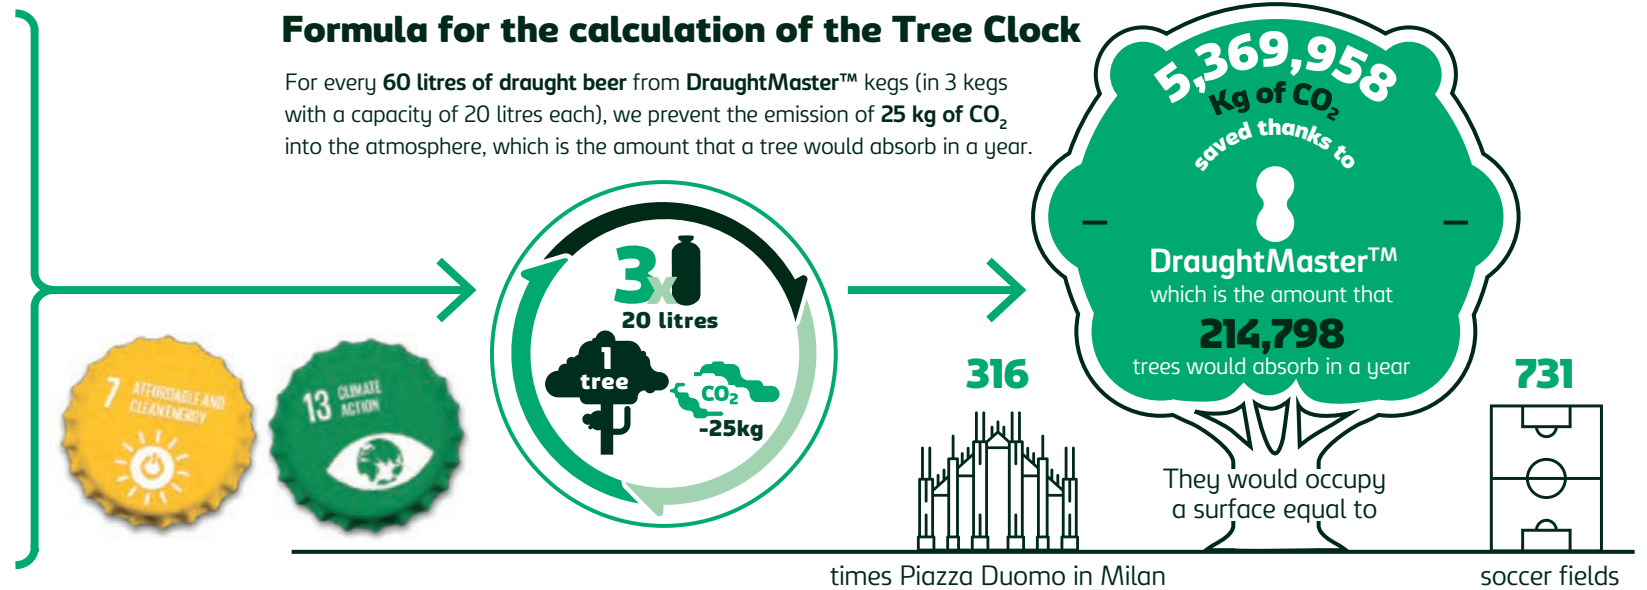 Formula for the calculation of the Tree Clock
For every 60 litres of draught beer from DraughtMaster™ kegs (in 3 kegs
with a capacity of 20 litres each), we prevent the emission of 25 kg of CO₂
into the atmosphere, which is the amount that a tree would absorb in a year.
7 AFFORDABLE AND
CLEAN ENERGY
13 CLIMATE
ACTION
3x
20 litres
1
tree
CO₂
-25kg
5,369,958
Kg of CO₂
saved thanks to
DraughtMaster™
which is the amount that
214,798
trees would absorb in a year
They would occupy
a surface equal to
316
times Piazza Duomo in Milan
731
soccer fields